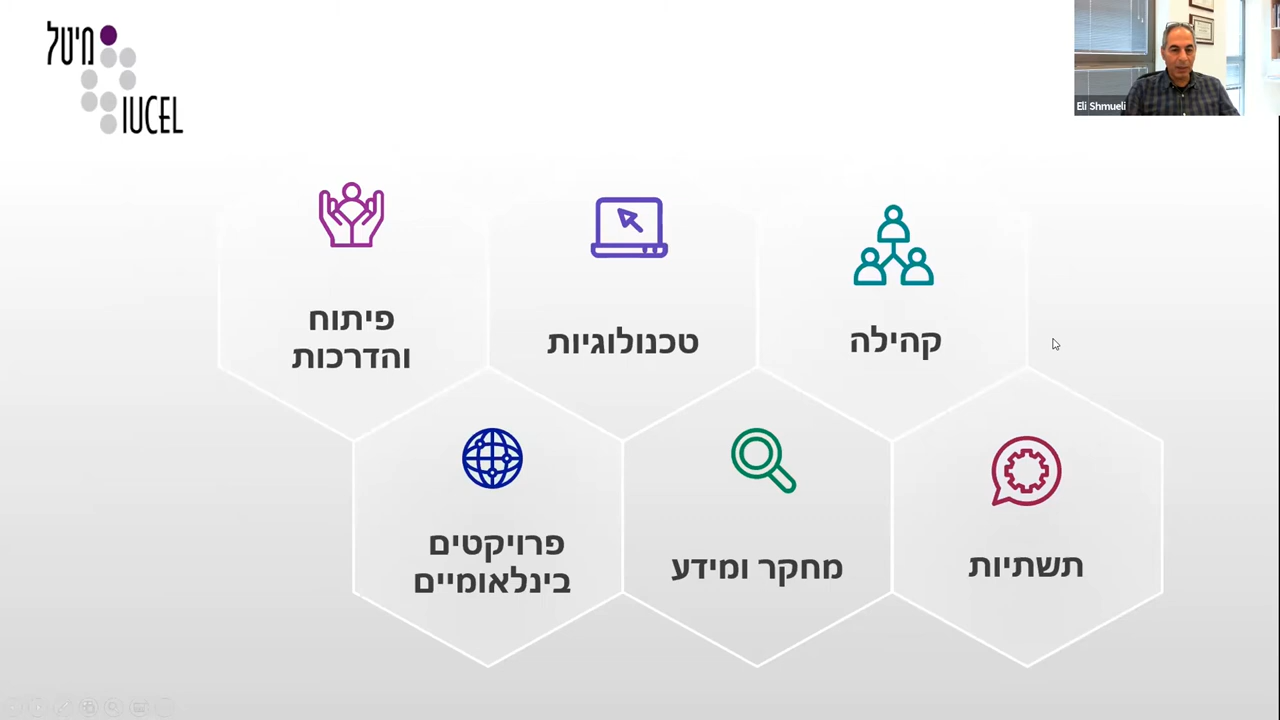 מיטל
IUCEL
Eli Shmueli
קהילה
טכנולוגיות
פיתוח
והדרכות
תשתיות
מחקר ומידע
פרויקטים
בינלאומיים